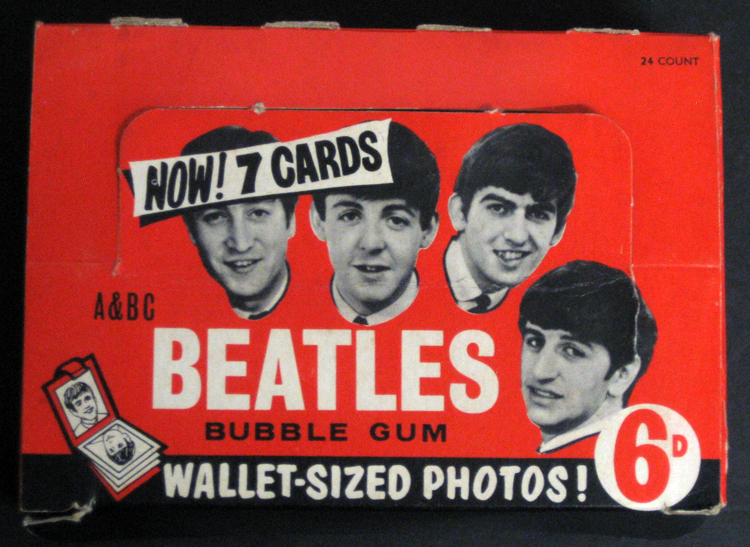 24 COUNT
NOW! 7 CARDS
A&BC
BEATLES
BUBBLE GUM
WALLET-SIZED PHOTOS!
6D